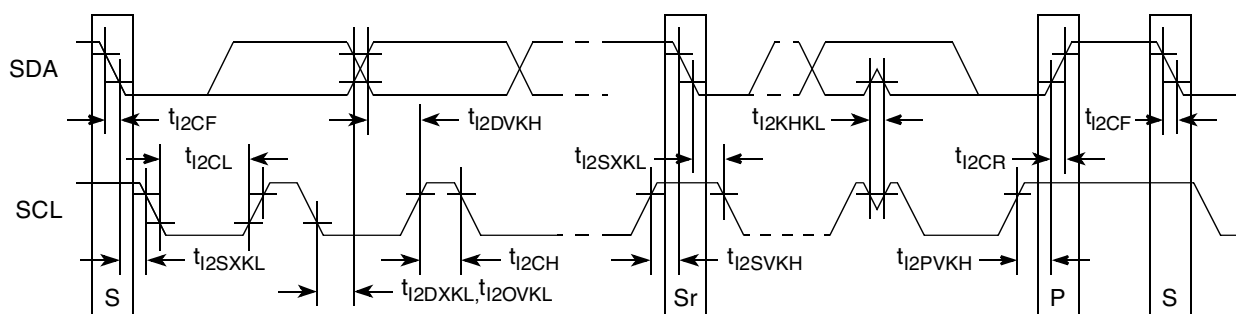 SDA
tI2CF
tI2DVKH
tI2KHKL
tI2CF
tI2CL
tI2SXKL
tI2CR
SCL
tI2SXKL
tI2CH
tI2SVKH
tI2PVKH
tI2DXKL,tI2OVKL
S
Sr
P
S